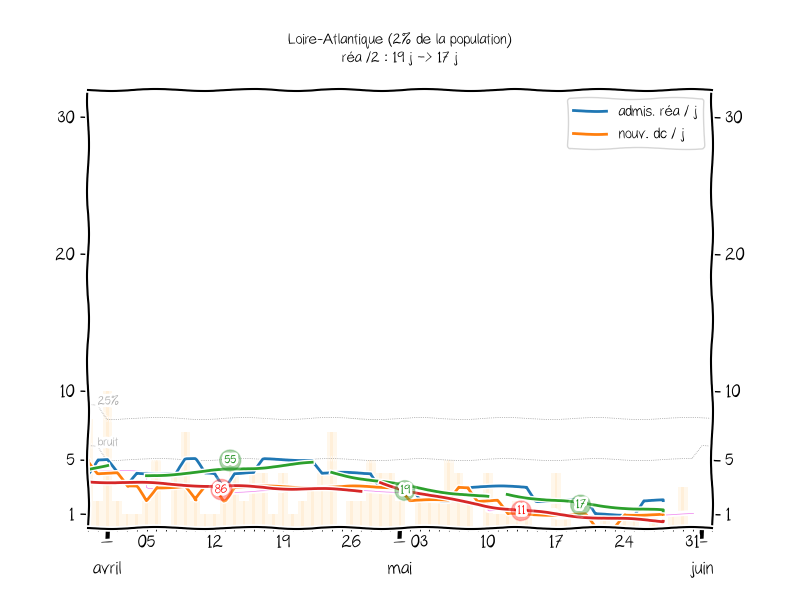 Loire-Atlantique (2% de la population)
réa /2 : 19 j -> 17 j
admis. réa / j
nouv. dc / j
30 30
20 20
10 10
25%
bruit
5 5
55
86
19
17
11
1 1
05 12 19 26 03 10 17 24 31
avril mai juin